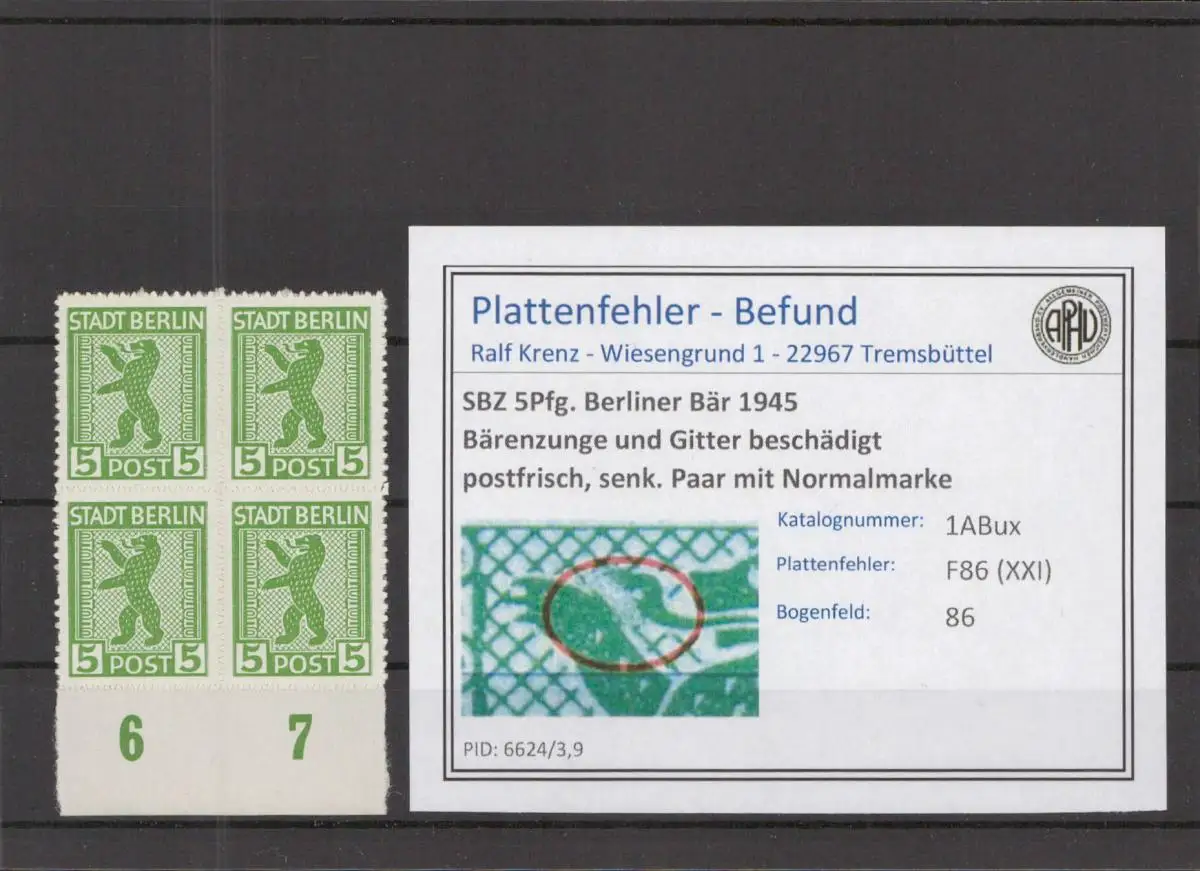 STADT BERLIN STADT BERLIN
5 POST 5 5 POST 5
STADT BERLIN STADT BERLIN
5 POST 5 5 POST 5
6 7
Plattenfehler - Befund
Ralf Krenz - Wiesengrund 1 - 22967 Tremsbüttel
APHV
SBZ 5Pfg. Berliner Bär 1945
Bärenzunge und Gitter beschädigt
postfrisch, senk. Paar mit Normalmarke
Katalognummer: 1ABux
Plattenfehler: F86 (XXI)
Bogenfeld: 86
PID: 6624/3,9